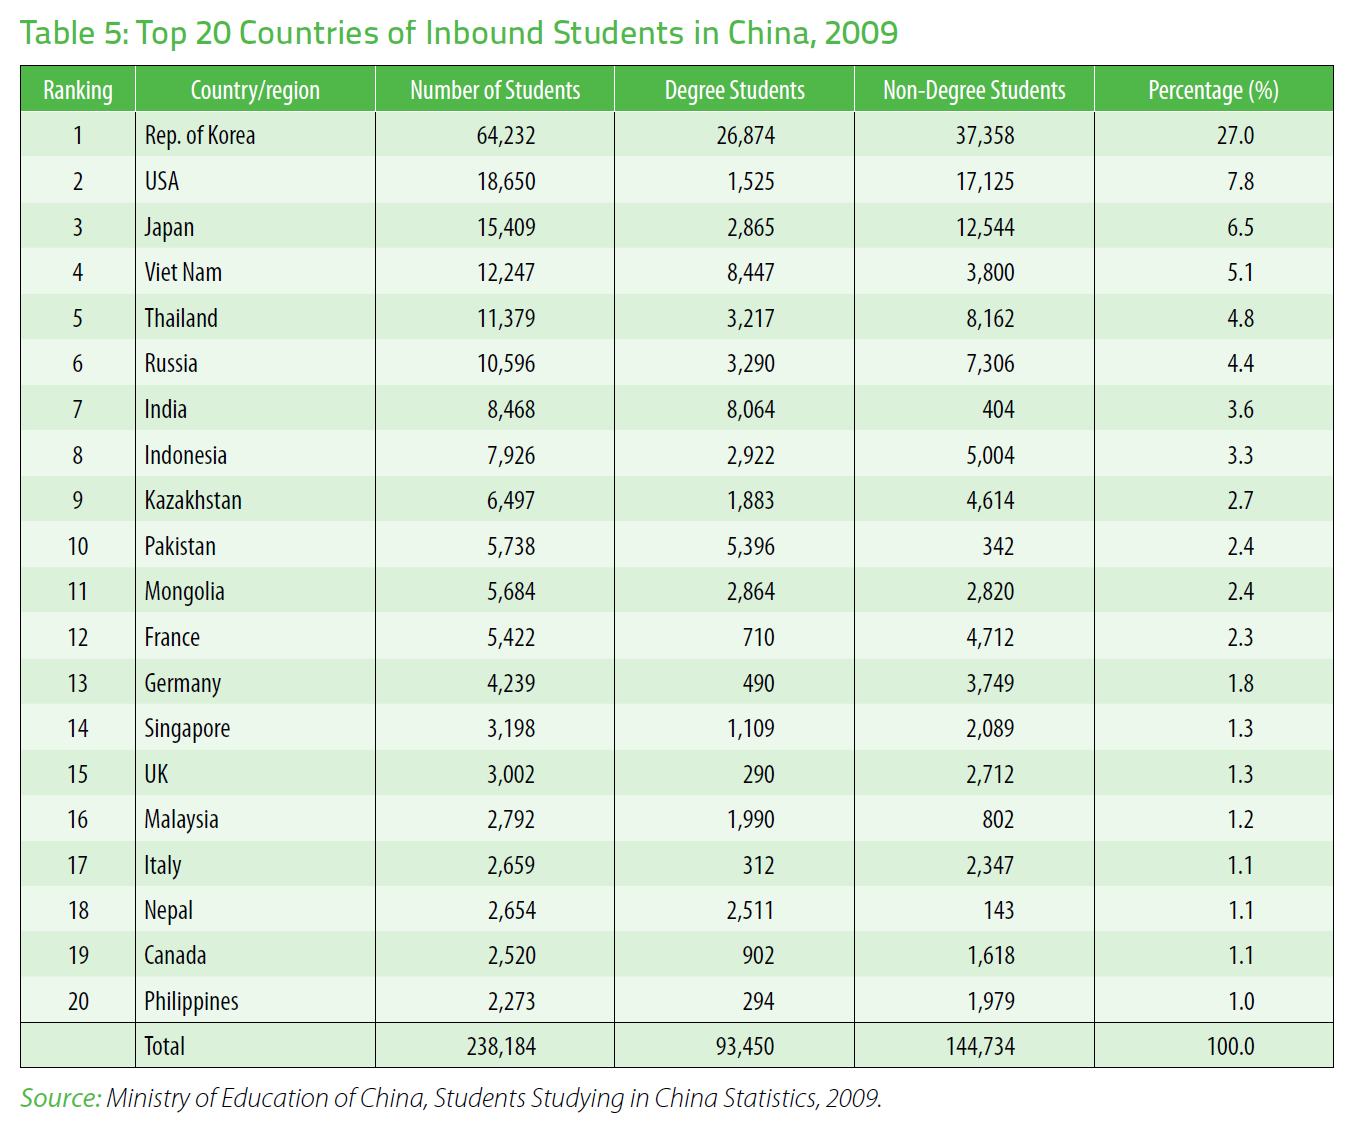 Table 5: Top 20 Countries of Inbound Students in China, 2009
Ranking Country/region Number of Students Degree Students Non-Degree Students Percentage (%)
1 Rep. of Korea 64,232 26,874 37,358 27.0
2 USA 18,650 1,525 17,125 7.8
3 Japan 15,409 2,865 12,544 6.5
4 Viet Nam 12,247 8,447 3,800 5.1
5 Thailand 11,379 3,217 8,162 4.8
6 Russia 10,596 3,290 7,306 4.4
7 India 8,468 8,064 404 3.6
8 Indonesia 7,926 2,922 5,004 3.3
9 Kazakhstan 6,497 1,883 4,614 2.7
10 Pakistan 5,738 5,396 342 2.4
11 Mongolia 5,684 2,864 2,820 2.4
12 France 5,422 710 4,712 2.3
13 Germany 4,239 490 3,749 1.8
14 Singapore 3,198 1,109 2,089 1.3
15 UK 3,002 290 2,712 1.3
16 Malaysia 2,792 1,990 802 1.2
17 Italy 2,659 312 2,347 1.1
18 Nepal 2,654 2,511 143 1.1
19 Canada 2,520 902 1,618 1.1
20 Philippines 2,273 294 1,979 1.0
Total 238,184 93,450 144,734 100.0
Source: Ministry of Education of China, Students Studying in China Statistics, 2009.